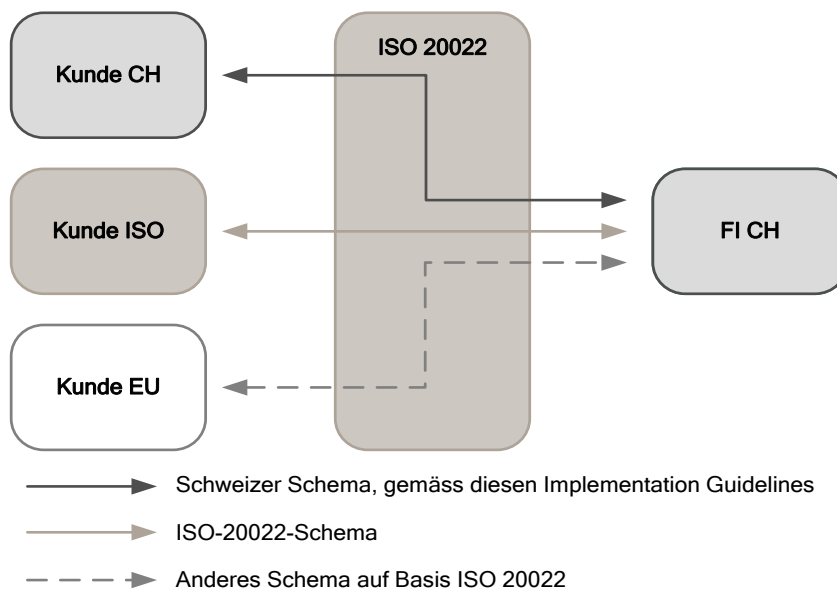 ISO 20022
Kunde CH
Kunde ISO
FI CH
Kunde EU
Schweizer Schema, gemäss diesen Implementation Guidelines
ISO-20022-Schema
Anderes Schema auf Basis ISO 20022